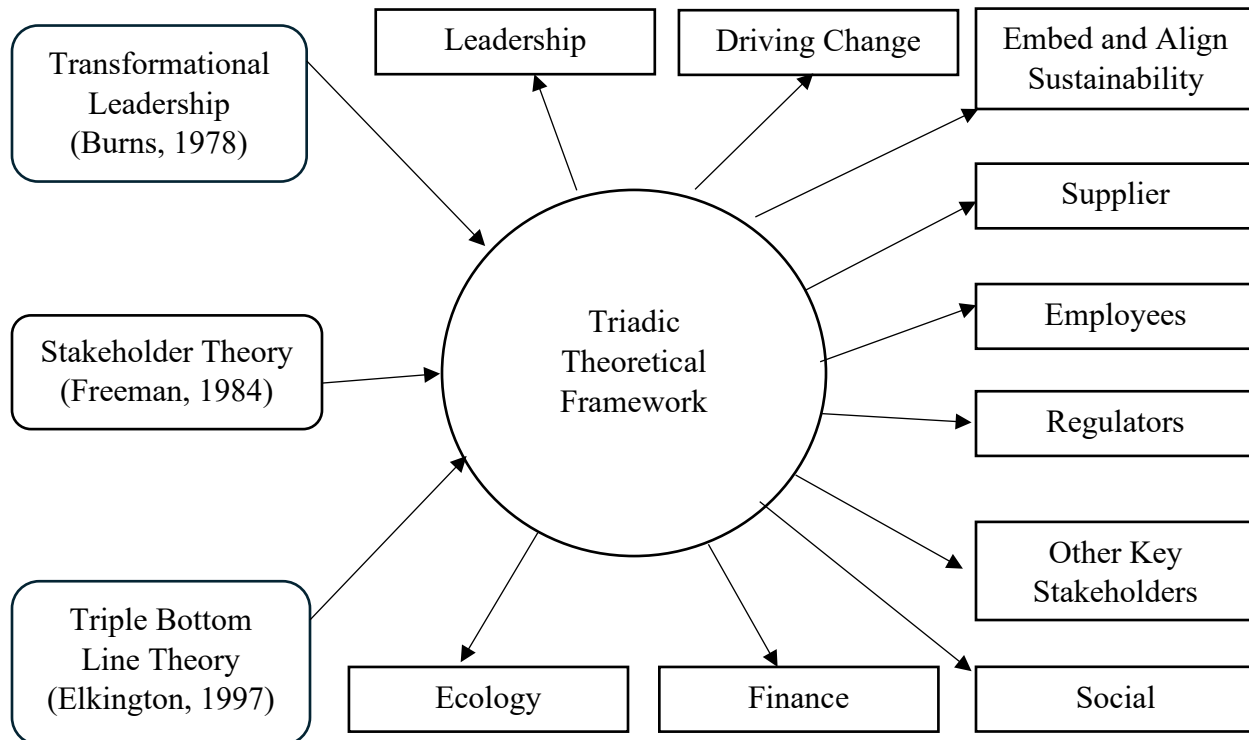 Transformational
Leadership
(Burns, 1978)
Leadership
Driving Change
Embed and Align
Sustainability
Supplier
Stakeholder Theory
(Freeman, 1984)
Triadic
Theoretical
Framework
Employees
Regulators
Other Key
Stakeholders
Triple Bottom
Line Theory
(Elkington, 1997)
Ecology
Finance
Social